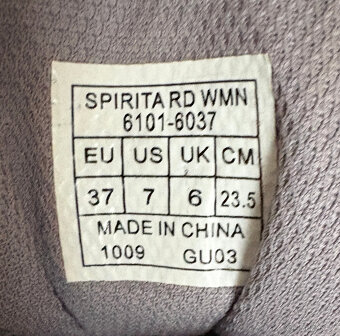 SPIRITA RD WMN
6101-6037
EU US UK CM
37 7 6 23.5
MADE IN CHINA
1009 GU03